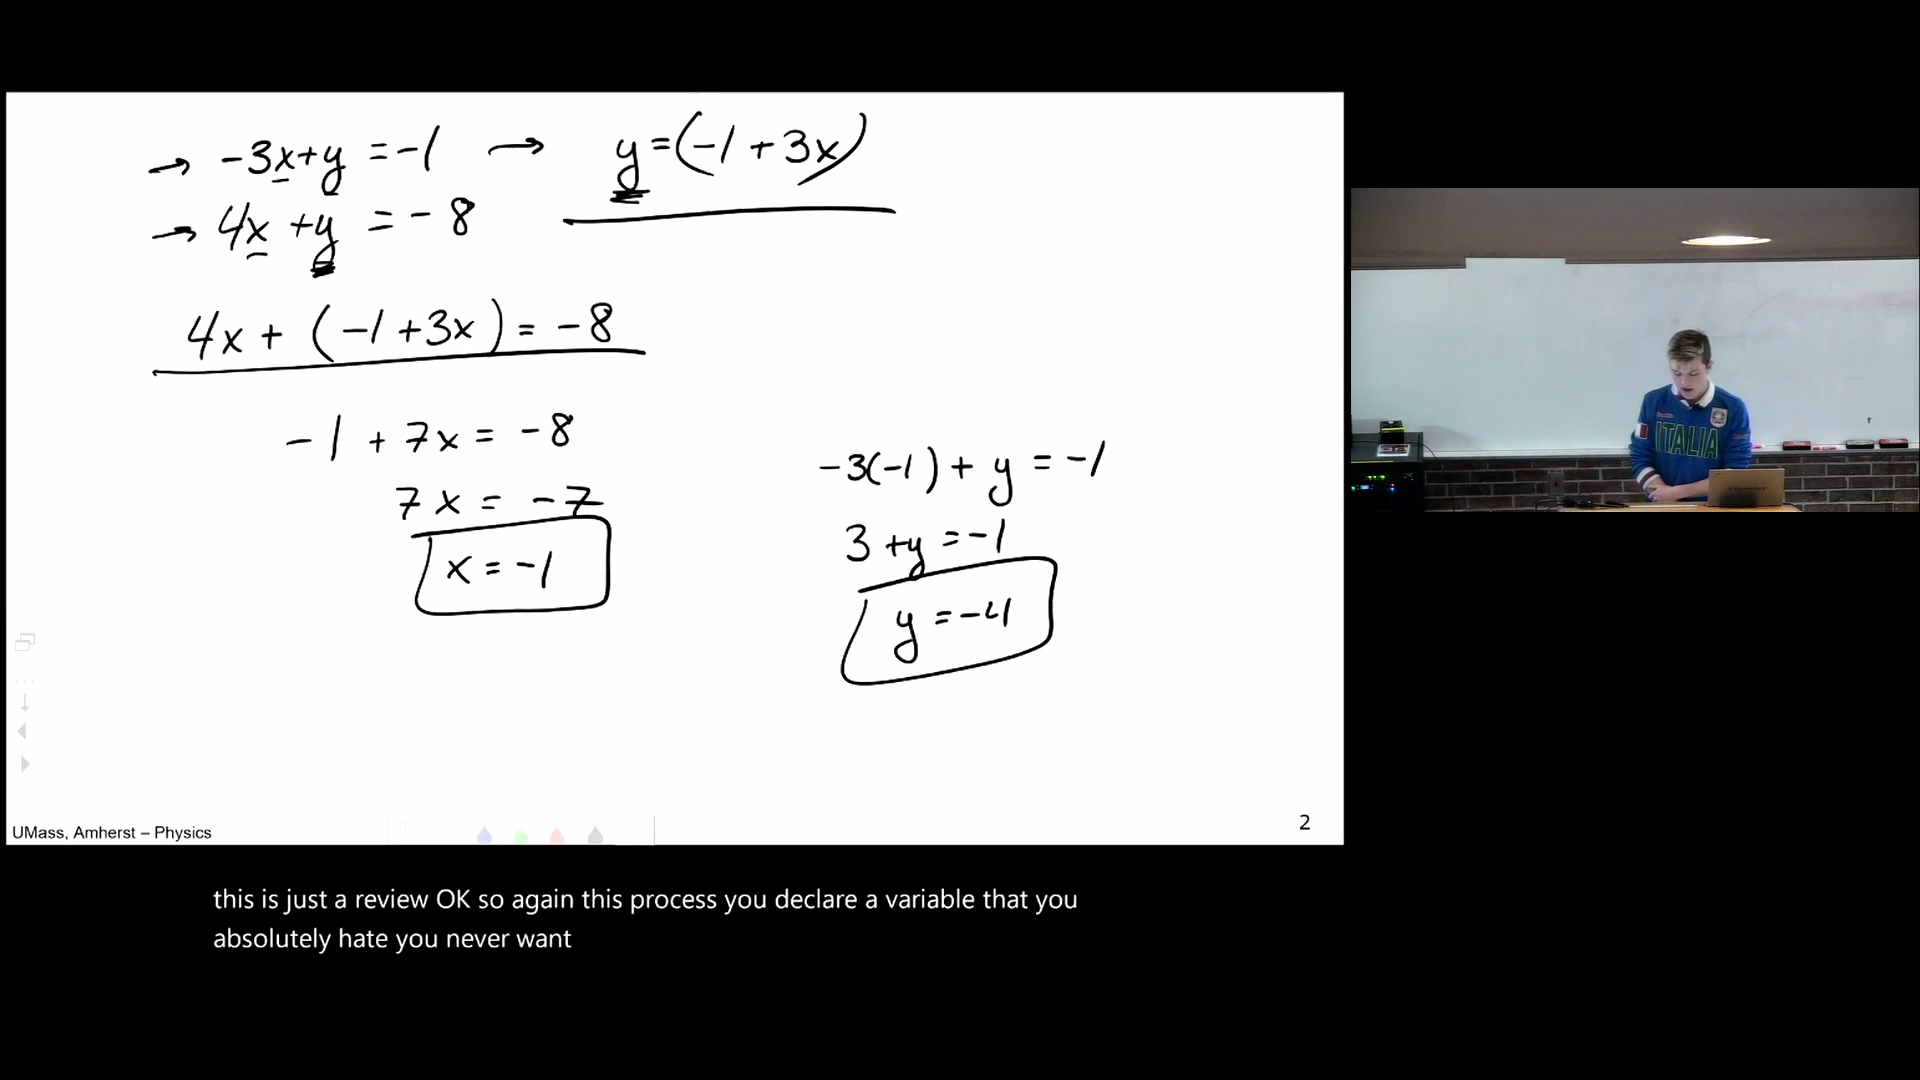 → -3x+y =-1 → y=(-1+3x)
→ 4x +y = -8
4x + (-1+3x) = -8
-1 + 7x = -8
7x = -7
x = -1
-3(-1) + y = -1
3 +y =-1
y =-4
UMass, Amherst – Physics
2
ITALIA
this is just a review OK so again this process you declare a variable that you
absolutely hate you never want